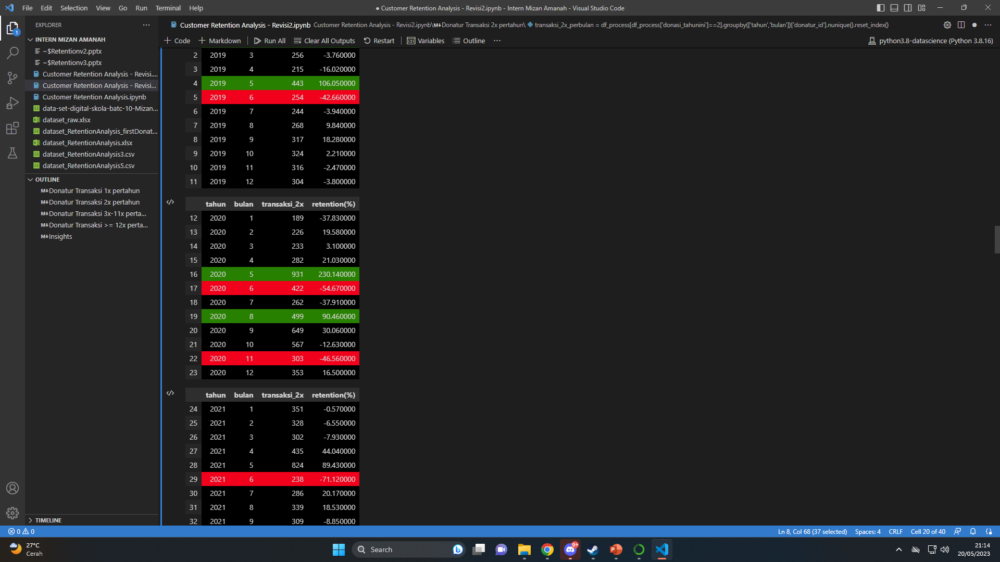 File Edit Selection View Go Run Terminal Help
● Customer Retention Analysis - Revisi2.ipynb - Intern Mizan Amanah - Visual Studio Code
EXPLORER
1
INTERN MIZAN AMANAH
~$Retentionv2.pptx
~$Retentionv3.pptx
Customer Retention Analysis - Revisi....
Customer Retention Analysis - Revisi...
Customer Retention Analysis.ipynb
data-set-digital-skola-batc-10-Mizan...
dataset_raw.xlsx
dataset_RetentionAnalysis_firstDonat...
dataset_RetentionAnalysis.xlsx
dataset_RetentionAnalysis3.csv
dataset_RetentionAnalysis5.csv
OUTLINE
Donatur Transaksi 1x pertahun
Donatur Transaksi 2x pertahun
Donatur Transaksi 3x-11x perta...
Donatur Transaksi >= 12x perta...
Insights
TIMELINE
Customer Retention Analysis - Revisi2.ipynb Customer Retention Analysis - Revisi2.ipynb\M↓Donatur Transaksi 2x pertahun\ transaksi_2x_perbulan = df_process[df_process['donasi_tahunini']==2].groupby(['tahun','bulan'])['donatur_id'].nunique().reset_index()
+ Code + Markdown Run All Clear All Outputs Restart Variables Outline ... python3.8-datascience (Python 3.8.16)
2 2019 3 256 -3.760000
3 2019 4 215 -16.020000
4 2019 5 443 106.050000
5 2019 6 254 -42.660000
6 2019 7 244 -3.940000
7 2019 8 268 9.840000
8 2019 9 317 18.280000
9 2019 10 324 2.210000
10 2019 11 316 -2.470000
11 2019 12 304 -3.800000
tahun bulan transaksi_2x retention(%)
12 2020 1 189 -37.830000
13 2020 2 226 19.580000
14 2020 3 233 3.100000
15 2020 4 282 21.030000
16 2020 5 931 230.140000
17 2020 6 422 -54.670000
18 2020 7 262 -37.910000
19 2020 8 499 90.460000
20 2020 9 649 30.060000
21 2020 10 567 -12.630000
22 2020 11 303 -46.560000
23 2020 12 353 16.500000
tahun bulan transaksi_2x retention(%)
24 2021 1 351 -0.570000
25 2021 2 328 -6.550000
26 2021 3 302 -7.930000
27 2021 4 435 44.040000
28 2021 5 824 89.430000
29 2021 6 238 -71.120000
30 2021 7 286 20.170000
31 2021 8 339 18.530000
32 2021 9 309 -8.850000
0 0
Ln 8, Col 68 (37 selected) Spaces: 4 CRLF Cell 20 of 40
27°C
Cerah
Search
9+
21:14
20/05/2023